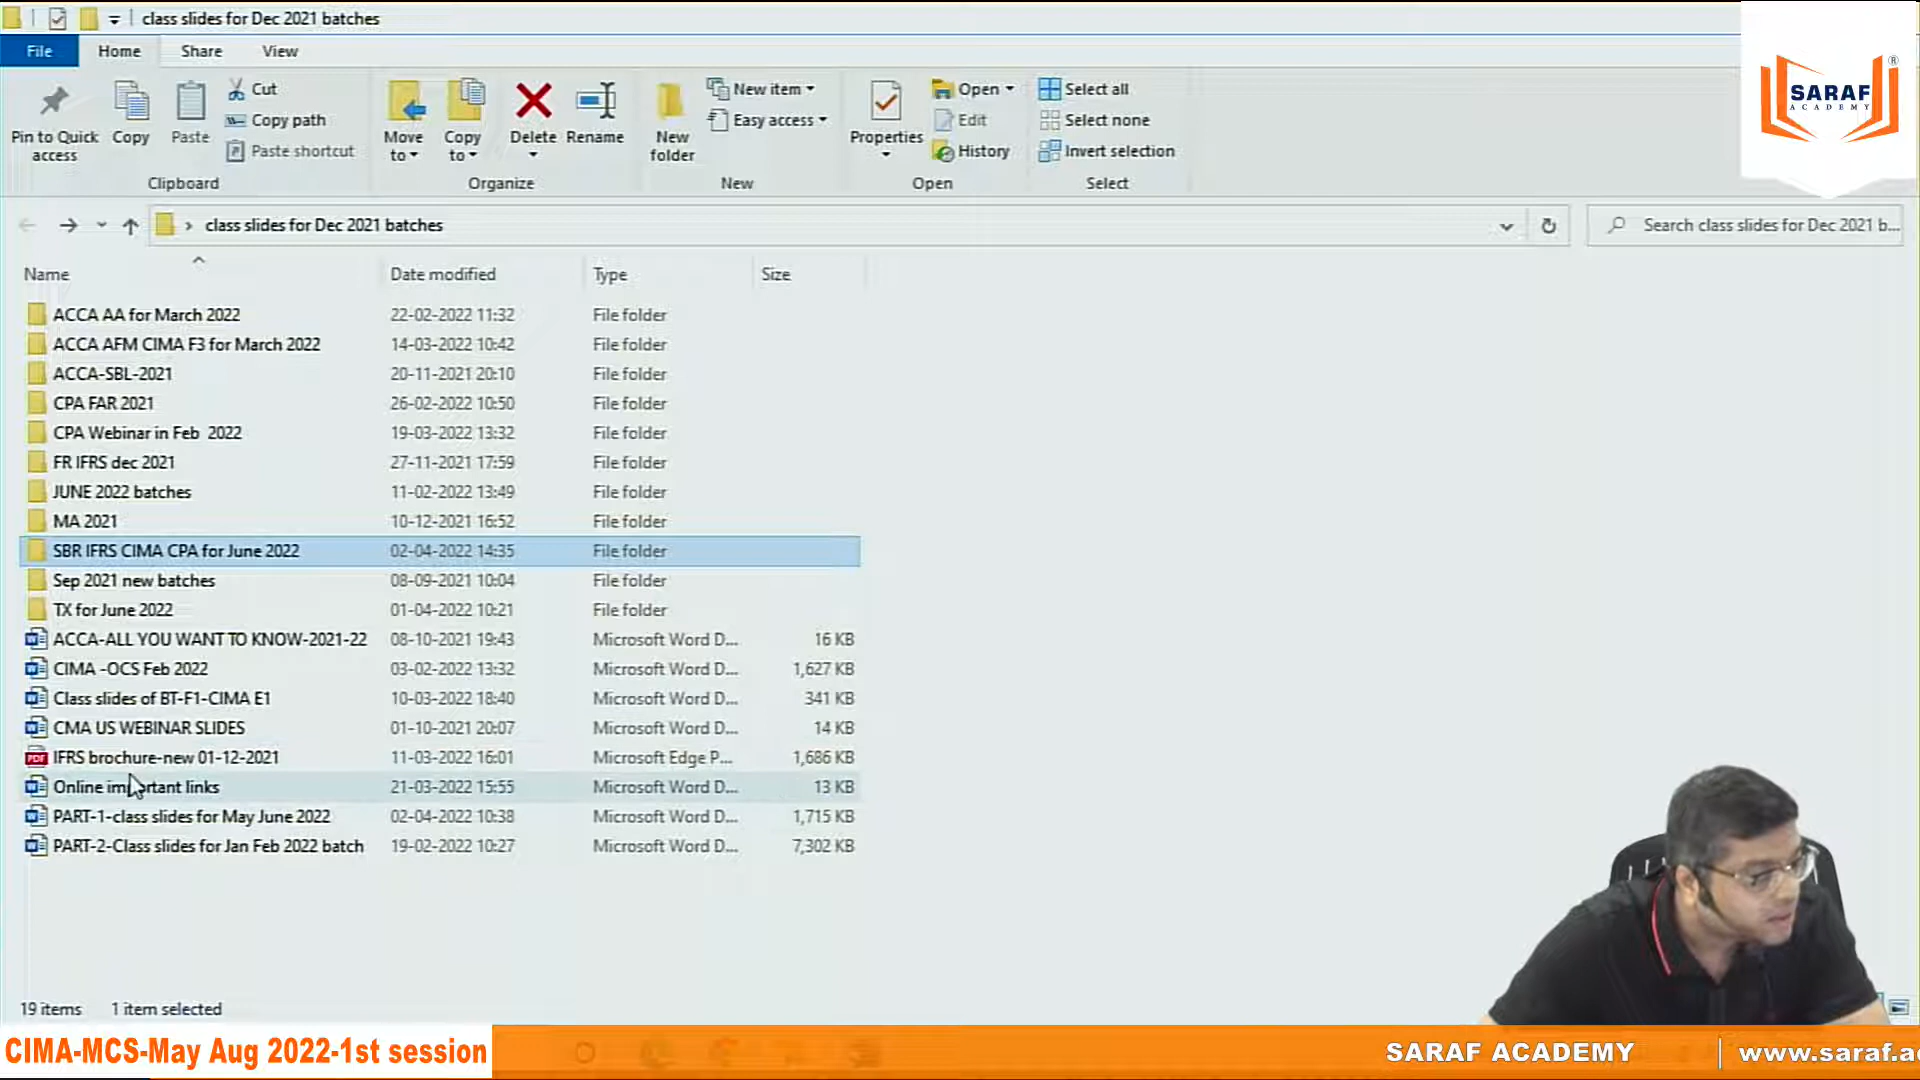 class slides for Dec 2021 batches
File Home Share View
Pin to Quick access
Copy
Paste
Cut
Copy path
Paste shortcut
Clipboard
Move to
Copy to
Delete
Rename
Organize
New folder
New item
Easy access
New
Properties
Open
Edit
History
Open
Select all
Select none
Invert selection
Select
SARAF
ACADEMY
®
class slides for Dec 2021 batches
Search class slides for Dec 2021 b...
Name Date modified Type Size
ACCA AA for March 2022 22-02-2022 11:32 File folder
ACCA AFM CIMA F3 for March 2022 14-03-2022 10:42 File folder
ACCA-SBL-2021 20-11-2021 20:10 File folder
CPA FAR 2021 26-02-2022 10:50 File folder
CPA Webinar in Feb 2022 19-03-2022 13:32 File folder
FR IFRS dec 2021 27-11-2021 17:59 File folder
JUNE 2022 batches 11-02-2022 13:49 File folder
MA 2021 10-12-2021 16:52 File folder
SBR IFRS CIMA CPA for June 2022 02-04-2022 14:35 File folder
Sep 2021 new batches 08-09-2021 10:04 File folder
TX for June 2022 01-04-2022 10:21 File folder
ACCA-ALL YOU WANT TO KNOW-2021-22 08-10-2021 19:43 Microsoft Word D... 16 KB
CIMA -OCS Feb 2022 03-02-2022 13:32 Microsoft Word D... 1,627 KB
Class slides of BT-F1-CIMA E1 10-03-2022 18:40 Microsoft Word D... 341 KB
CMA US WEBINAR SLIDES 01-10-2021 20:07 Microsoft Word D... 14 KB
PDF IFRS brochure-new 01-12-2021 11-03-2022 16:01 Microsoft Edge P... 1,686 KB
Online important links 21-03-2022 15:55 Microsoft Word D... 13 KB
PART-1-class slides for May June 2022 02-04-2022 10:38 Microsoft Word D... 1,715 KB
PART-2-Class slides for Jan Feb 2022 batch 19-02-2022 10:27 Microsoft Word D... 7,302 KB
19 items 1 item selected
CIMA-MCS-May Aug 2022-1st session
SARAF ACADEMY | www.saraf.ac